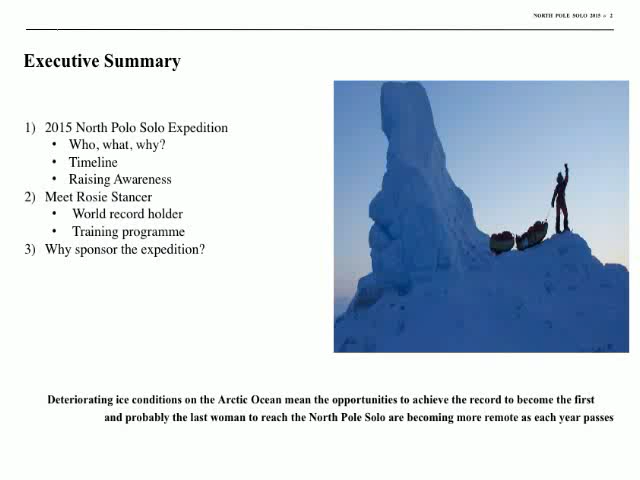 NORTH POLE SOLO 2015 » 2
Executive Summary
1) 2015 North Polo Solo Expedition
• Who, what, why?
• Timeline
• Raising Awareness
2) Meet Rosie Stancer
• World record holder
• Training programme
3) Why sponsor the expedition?
Deteriorating ice conditions on the Arctic Ocean mean the opportunities to achieve the record to become the first
and probably the last woman to reach the North Pole Solo are becoming more remote as each year passes